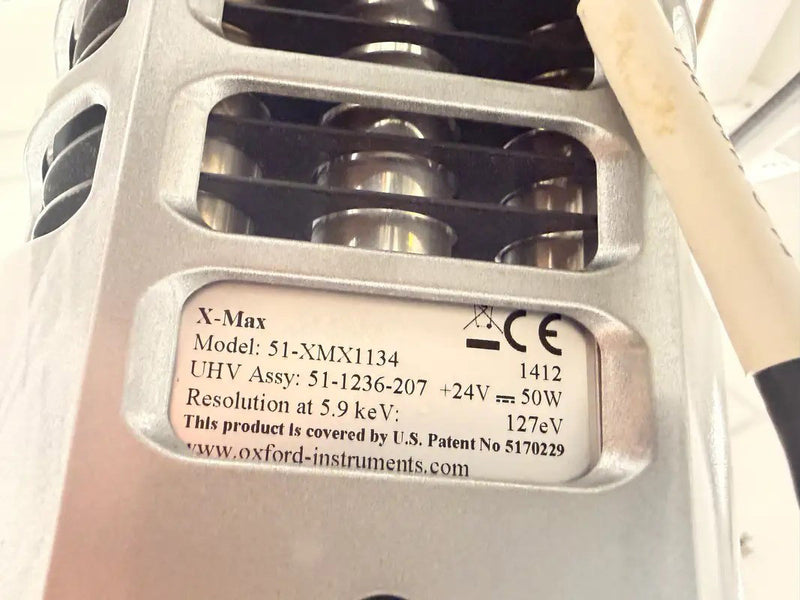 X-Max
CE
Model: 51-XMX1134 1412
UHV Assy: 51-1236-207 +24V ⎓ 50W
Resolution at 5.9 keV: 127eV
This product is covered by U.S. Patent No 5170229
www.oxford-instruments.com